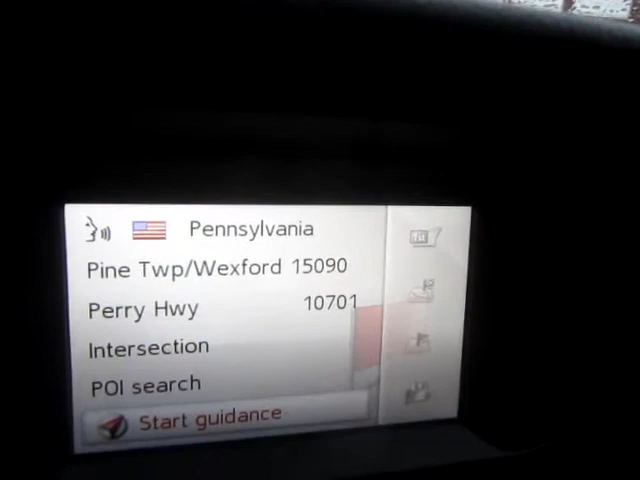 Pennsylvania
Pine Twp/Wexford 15090
Perry Hwy 10701
Intersection
POI search
Start guidance